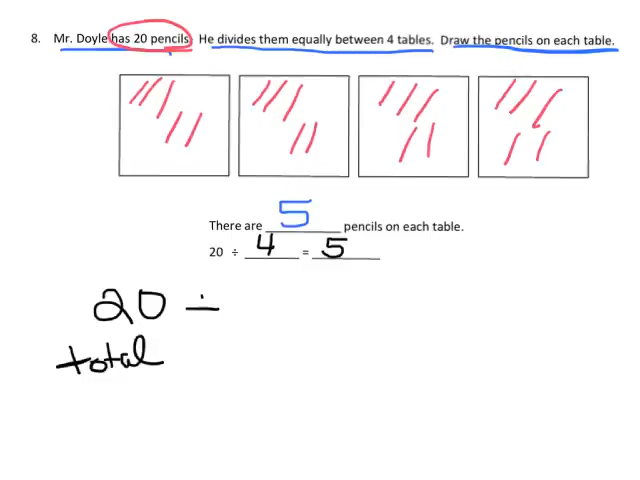 8. Mr. Doyle has 20 pencils. He divides them equally between 4 tables. Draw the pencils on each table.
There are 5 pencils on each table.
20 ÷ 4 = 5
20 ÷
total